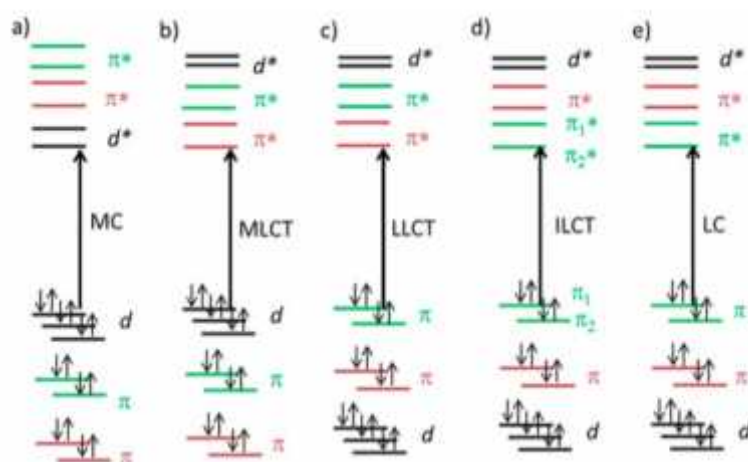 a)
π*
π*
d*
MC
d
π
π
b)
d*
π*
π*
MLCT
d
π
π
c)
d*
π*
π*
LLCT
π
π
d
d)
d*
π*
π₁*
π₂*
ILCT
π₁
π₂
π
d
e)
d*
π*
π*
LC
π
π
d